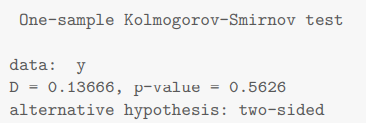 One-sample Kolmogorov-Smirnov test
data: y
D = 0.13666, p-value = 0.5626
alternative hypothesis: two-sided